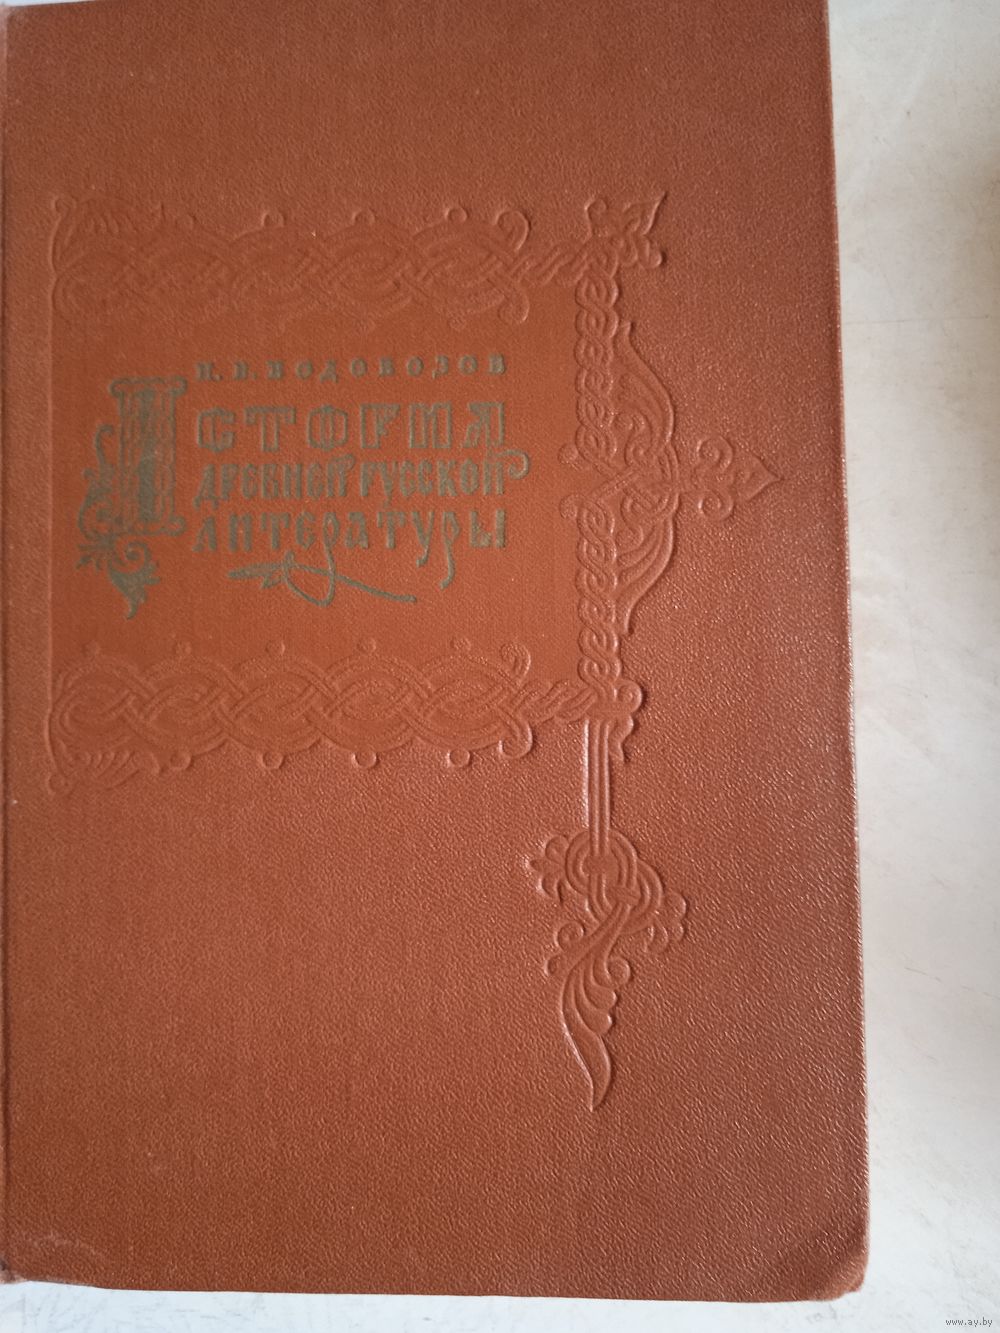 Н. В. ВОДОВОЗОВ
ИСТОРИЯ
ДРЕВНЕЙ РУССКОЙ
ЛИТЕРАТУРЫ
www.ay.by